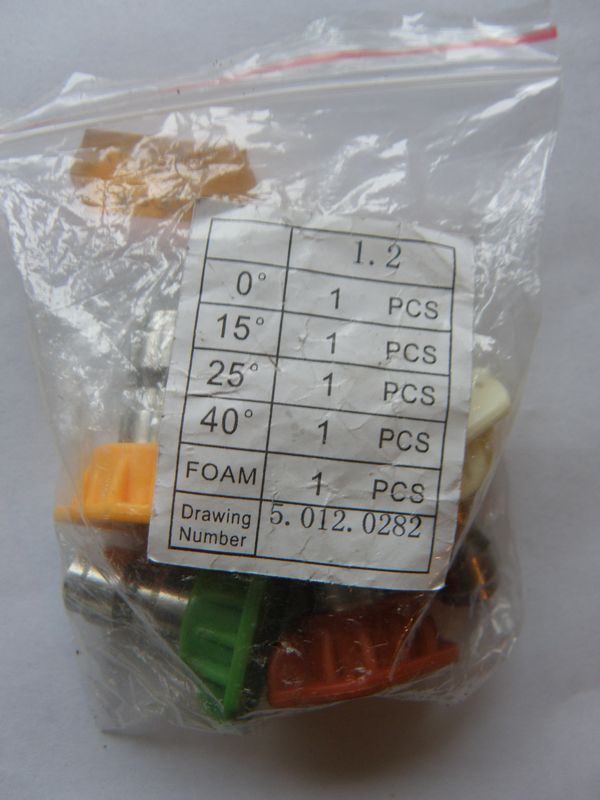 1.2
0° 1 PCS
15° 1 PCS
25° 1 PCS
40° 1 PCS
FOAM 1 PCS
Drawing Number 5.012.0282